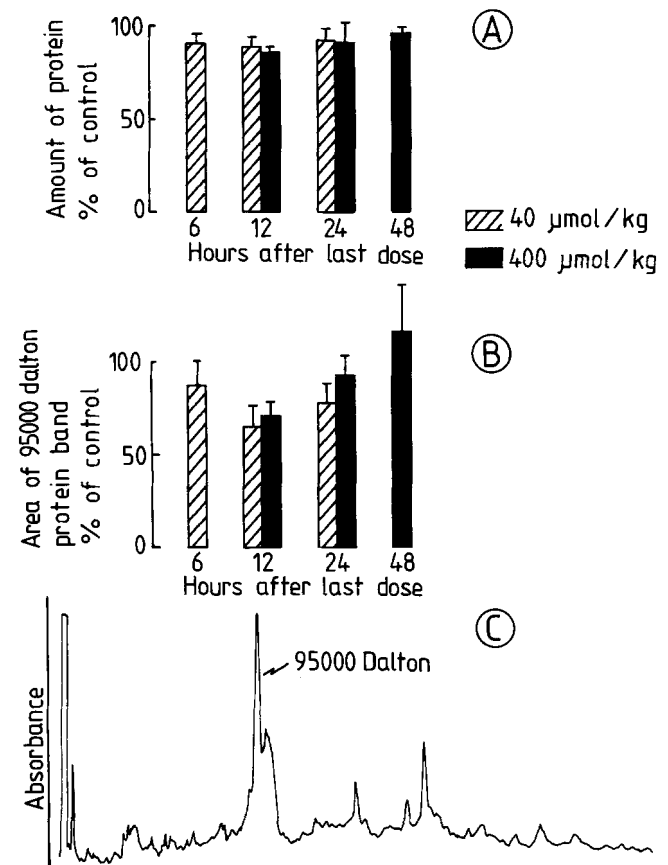 A
Amount of protein
% of control
100
50
0
6 12 24 48
Hours after last dose
40 μmol/kg
400 μmol/kg
B
Area of 95000 dalton
protein band
% of control
100
50
0
6 12 24 48
Hours after last dose
C
Absorbance
95000 Dalton